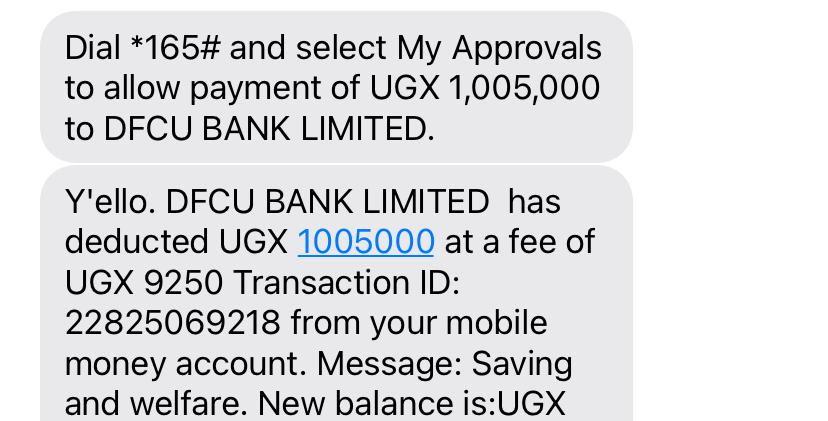 Dial *165# and select My Approvals
to allow payment of UGX 1,005,000
to DFCU BANK LIMITED.
Y'ello. DFCU BANK LIMITED  has
deducted UGX 1005000 at a fee of
UGX 9250 Transaction ID:
22825069218 from your mobile
money account. Message: Saving
and welfare. New balance is:UGX